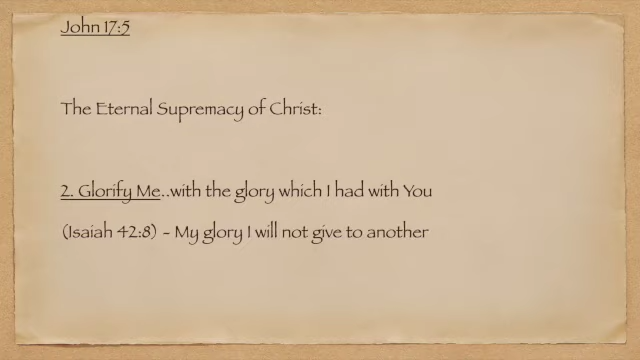 John 17:5
The Eternal Supremacy of Christ:
2. Glorify Me..with the glory which I had with You
(Isaiah 42:8) - My glory I will not give to another